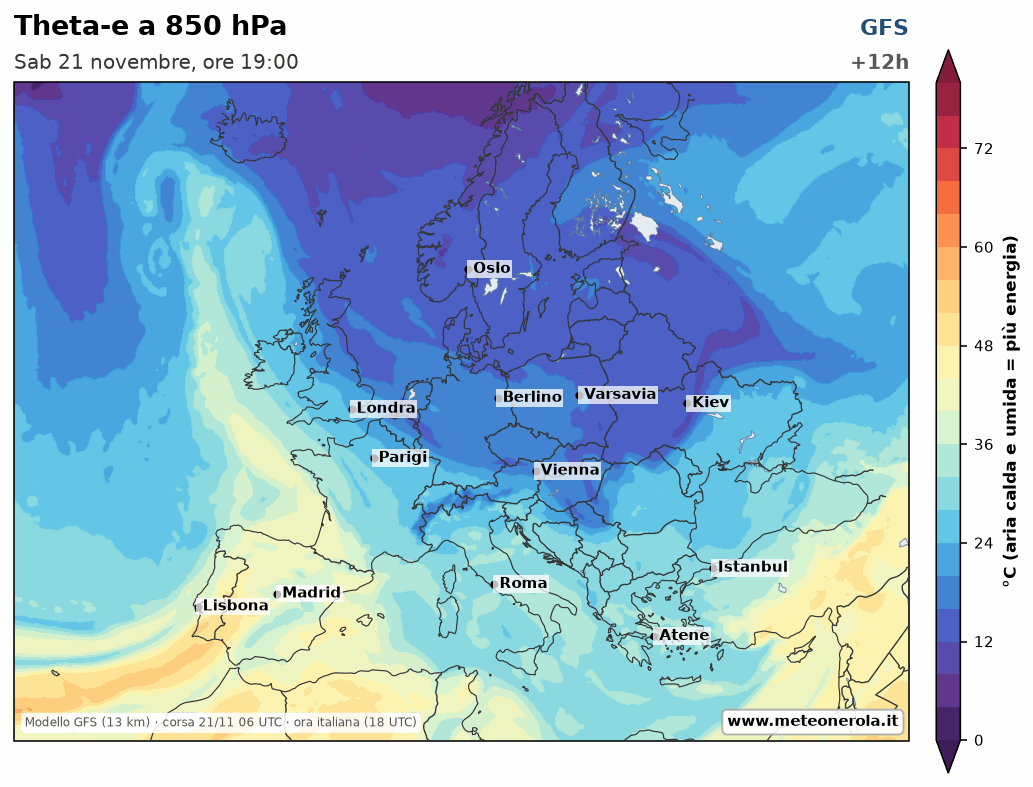 Theta-e a 850 hPa
GFS
Sab 21 novembre, ore 19:00
+12h
72
60
48
36
24
12
0
°C (aria calda e umida = più energia)
Oslo
Berlino
Varsavia
Kiev
Londra
Parigi
Vienna
Istanbul
Roma
Madrid
Lisbona
Atene
Modello GFS (13 km) · corsa 21/11 06 UTC · ora italiana (18 UTC)
www.meteonerola.it